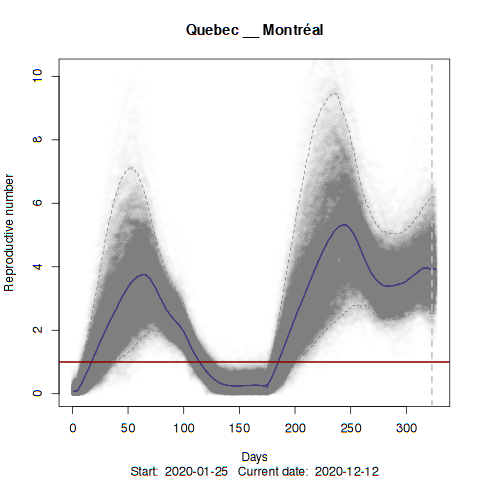 Quebec __ Montréal
10
8
6
4
2
0
Reproductive number
0 50 100 150 200 250 300
Days
Start: 2020-01-25 Current date: 2020-12-12